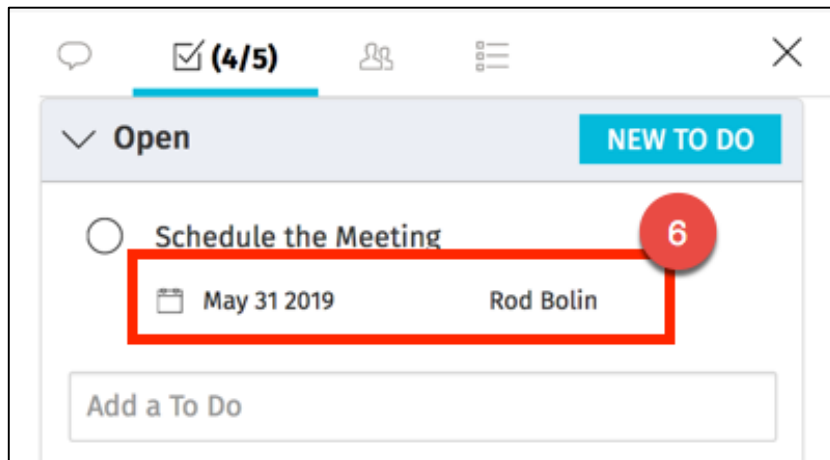 (4/5)
Open
NEW TO DO
Schedule the Meeting
6
May 31 2019
Rod Bolin
Add a To Do